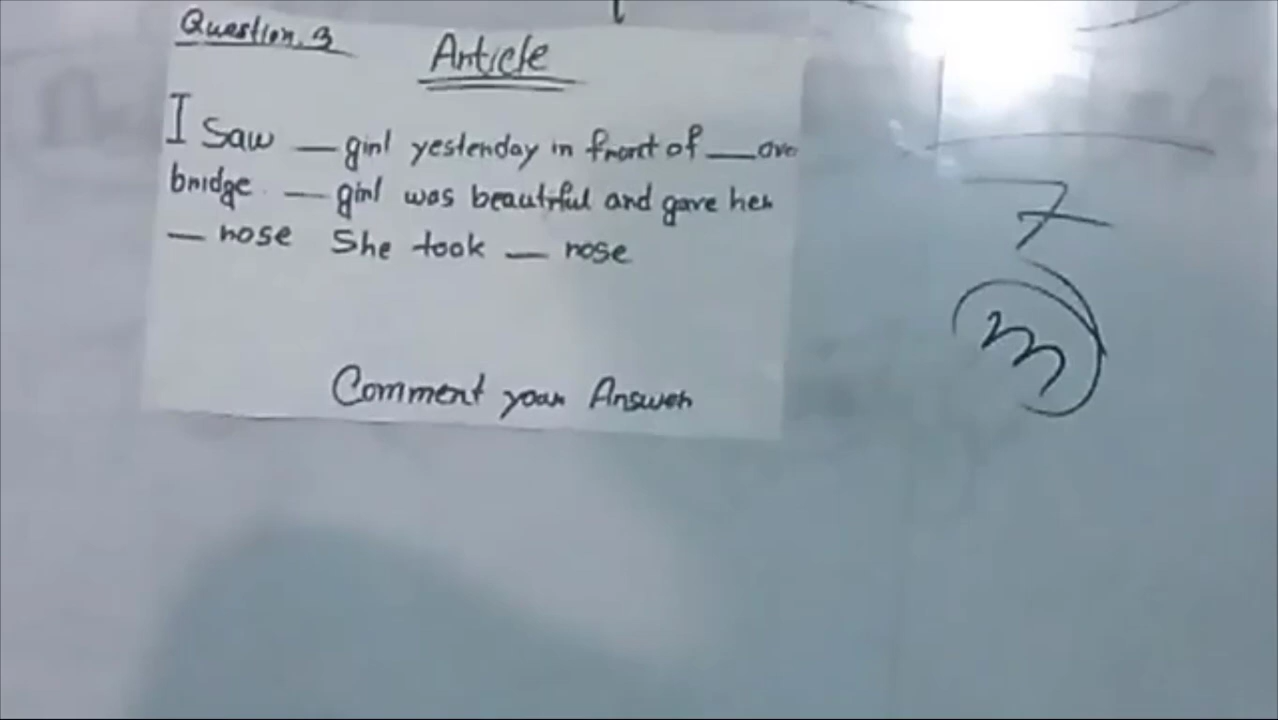 Question. 3
Article
I saw __ girl yesterday in front of __ over
bridge. __ girl was beautiful and gave her
__ rose She took __ rose
Comment your Answer
7
m